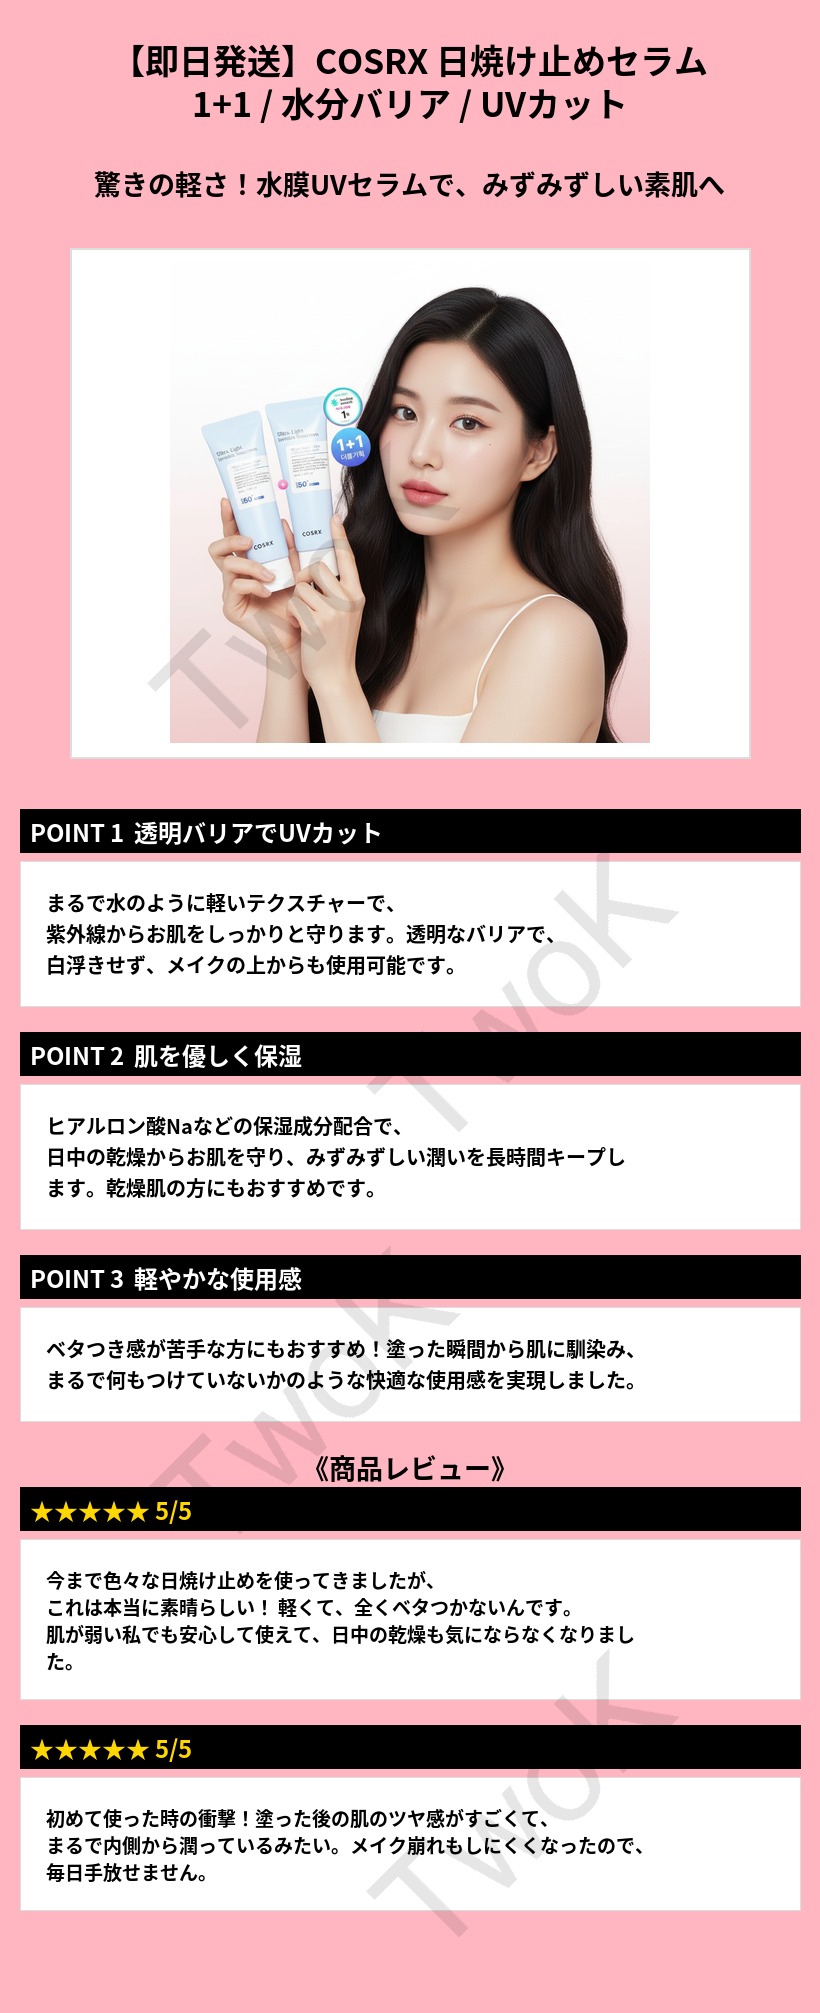 【即日発送】COSRX 日焼け止めセラム
1+1 / 水分バリア / UVカット
驚きの軽さ！水膜UVセラムで、みずみずしい素肌へ
1
1+1
더블기획
Ultra-Light
Invisible Sunscreen
50+
COSRX
Ultra-Light
Invisible Sunscreen
50+
COSRX
TwoK
POINT 1 透明バリアでUVカット
まるで水のように軽いテクスチャーで、
紫外線からお肌をしっかりと守ります。透明なバリアで、
白浮きせず、メイクの上からも使用可能です。
TwoK
POINT 2 肌を優しく保湿
ヒアルロン酸Naなどの保湿成分配合で、
日中の乾燥からお肌を守り、みずみずしい潤いを長時間キープし
ます。乾燥肌の方にもおすすめです。
POINT 3 軽やかな使用感
ベタつき感が苦手な方にもおすすめ！塗った瞬間から肌に馴染み、
まるで何もつけていないかのような快適な使用感を実現しました。
TwoK
《商品レビュー》
★★★★★ 5/5
今まで色々な日焼け止めを使ってきましたが、
これは本当に素晴らしい！ 軽くて、全くベタつかないんです。
肌が弱い私でも安心して使えて、日中の乾燥も気にならなくなりまし
た。
★★★★★ 5/5
初めて使った時の衝撃！塗った後の肌のツヤ感がすごくて、
まるで内側から潤っているみたい。メイク崩れもしにくくなったので、
毎日手放せません。
TwoK